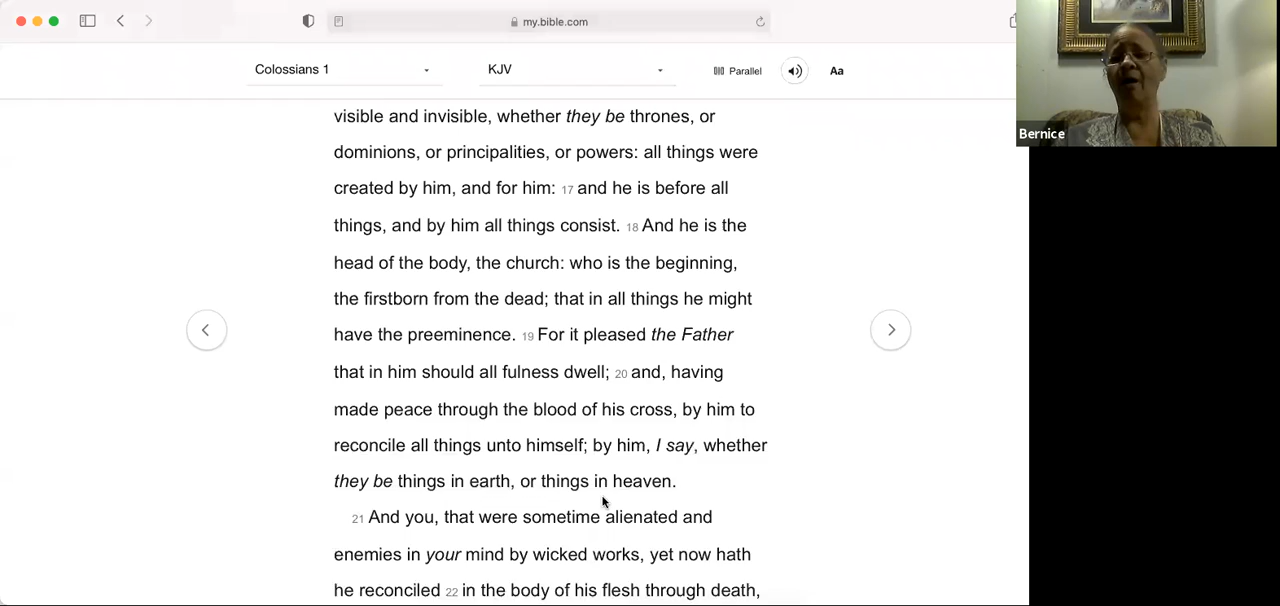 my.bible.com
Colossians 1
KJV
Parallel
Aa
Bernice
visible and invisible, whether they be thrones, or
dominions, or principalities, or powers: all things were
created by him, and for him: 17 and he is before all
things, and by him all things consist. 18 And he is the
head of the body, the church: who is the beginning,
the firstborn from the dead; that in all things he might
have the preeminence. 19 For it pleased the Father
that in him should all fulness dwell; 20 and, having
made peace through the blood of his cross, by him to
reconcile all things unto himself; by him, I say, whether
they be things in earth, or things in heaven.
21 And you, that were sometime alienated and
enemies in your mind by wicked works, yet now hath
he reconciled 22 in the body of his flesh through death,